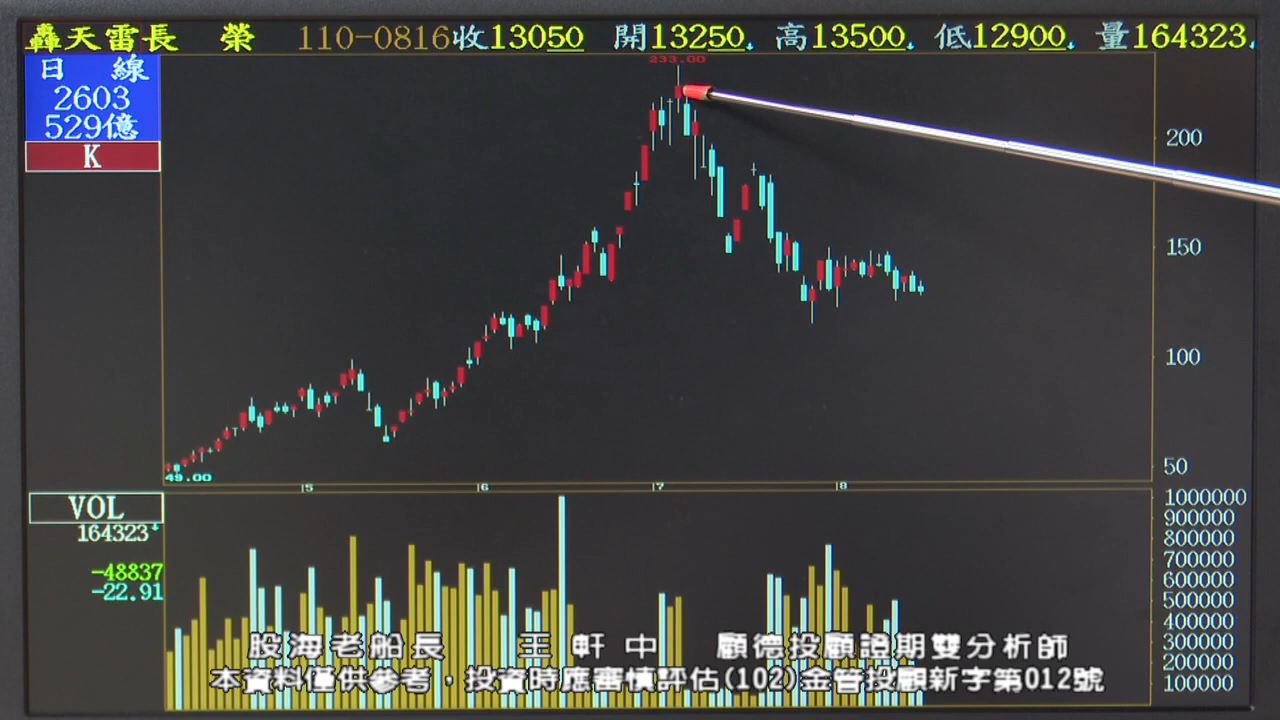 轟天雷長 榮 110-0816收13050 開13250 高13500 低12900 量164323
日 線
2603
529億
K
233.00
200
150
100
50
49.00
5 6 7 8
VOL
164323
-48837
-22.91
1000000
900000
800000
700000
600000
500000
400000
300000
200000
100000
股海老船長 王軒中 顧德投顧證期雙分析師
本資料僅供參考，投資時應審慎評估(102)金管投顧新字第012號